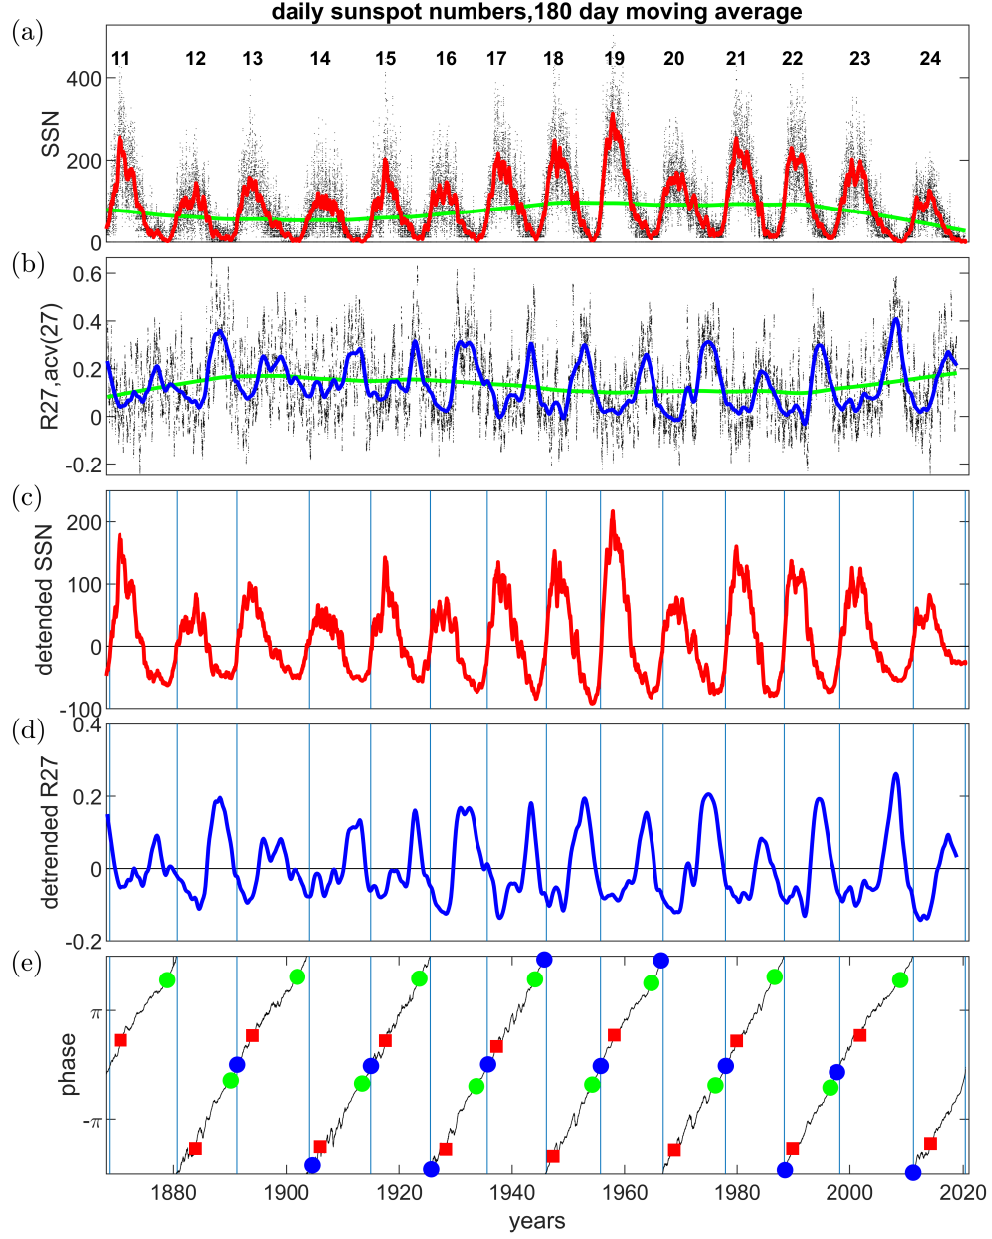 daily sunspot numbers,180 day moving average
(a)
11 12 13 14 15 16 17 18 19 20 21 22 23 24
400
200
0
SSN
(b)
0.6
0.4
0.2
0
-0.2
R27,acv(27)
(c)
200
100
0
-100
detended SSN
(d)
0.4
0.2
0
-0.2
detrended R27
(e)
π
-π
phase
1880 1900 1920 1940 1960 1980 2000 2020
years